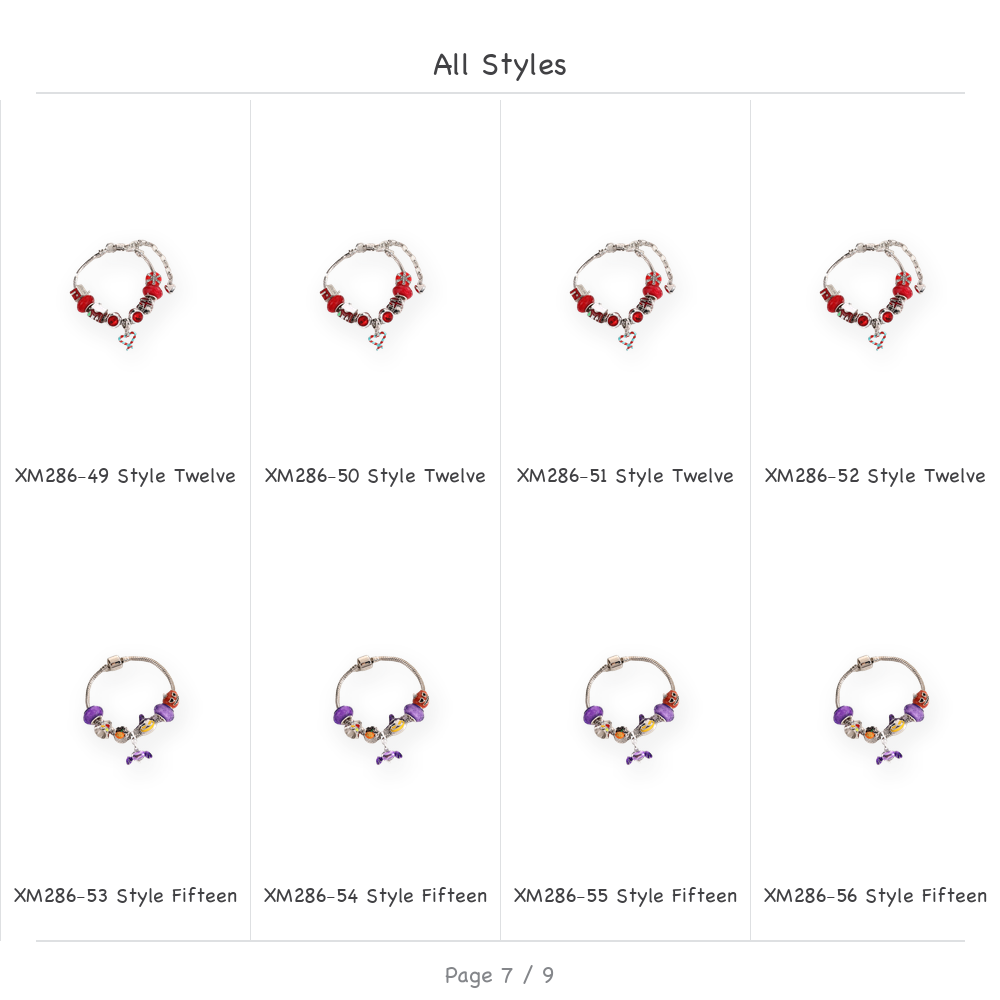 All Styles
XM286-49 Style Twelve
XM286-50 Style Twelve
XM286-51 Style Twelve
XM286-52 Style Twelve
XM286-53 Style Fifteen
XM286-54 Style Fifteen
XM286-55 Style Fifteen
XM286-56 Style Fifteen
Page 7 / 9